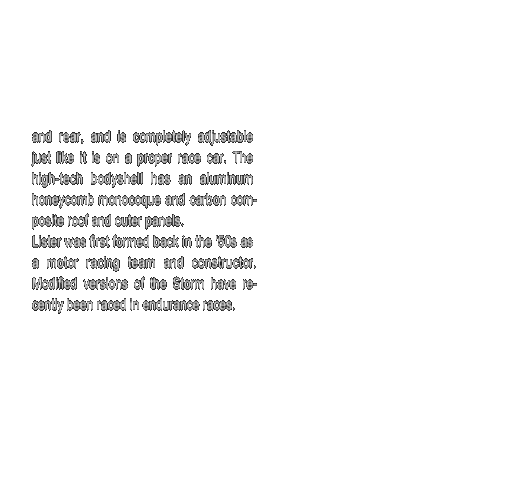 and rear, and is completely adjustable
just like it is on a proper race car. The
high-tech bodyshell has an aluminum
honeycomb monocoque and carbon com-
posite roof and outer panels.
Lister was first formed back in the '50s as
a motor racing team and constructor.
Modified versions of the Storm have re-
cently been raced in endurance races.